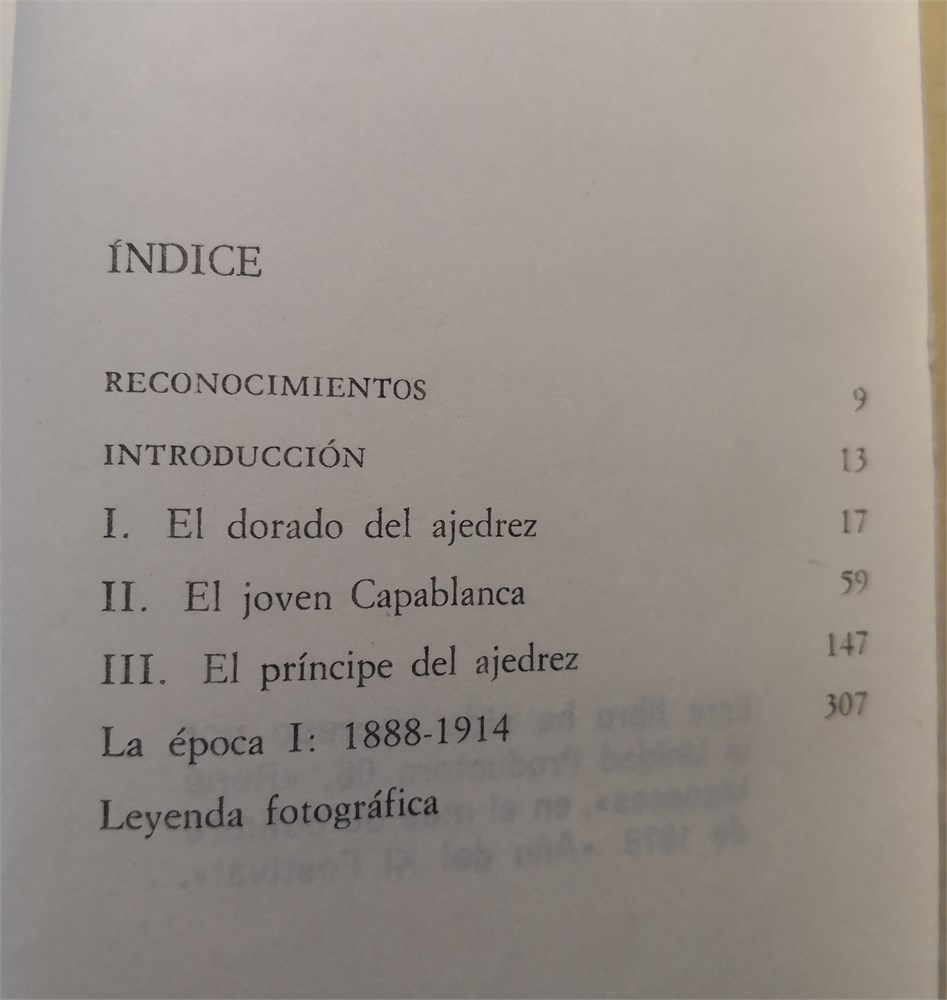 ÍNDICE
RECONOCIMIENTOS 9
INTRODUCCIÓN 13
I. El dorado del ajedrez 17
II. El joven Capablanca 59
III. El príncipe del ajedrez 147
La época I: 1888-1914 307
Leyenda fotográfica